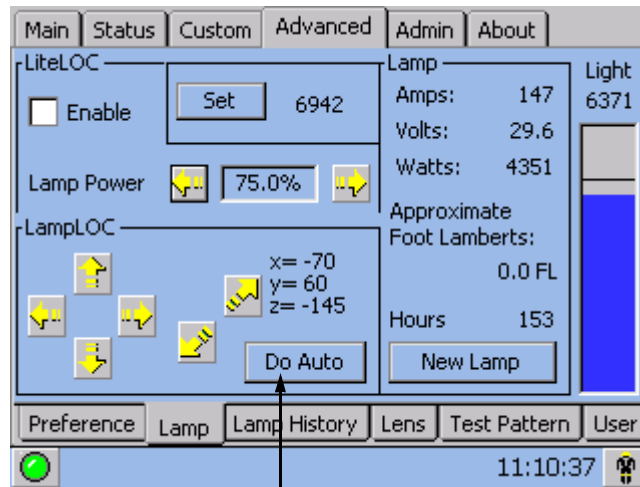 Main Status Custom Advanced Admin About
LiteLOC
Enable
Set 6942
Lamp Power 75.0%
LampLOC
x= -70
y= 60
z= -145
Do Auto
Lamp
Amps: 147
Volts: 29.6
Watts: 4351
Approximate
Foot Lamberts:
0.0 FL
Hours 153
New Lamp
Light
6371
Preference Lamp Lamp History Lens Test Pattern User
11:10:37